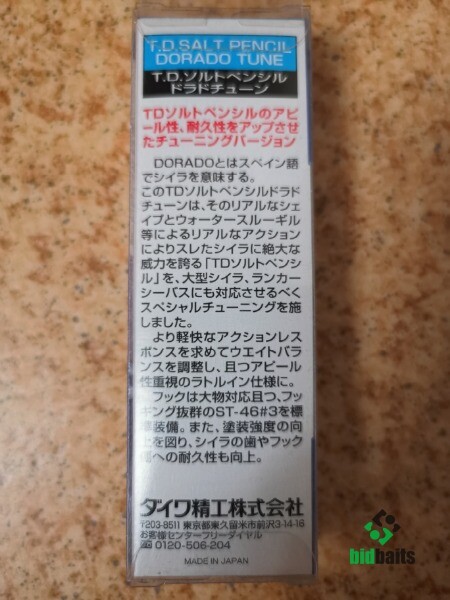 T.D.SALT PENCIL
DORADO TUNE
T.D.ソルトペンシル
ドラドチューン
TDソルトペンシルのアピ
ール性、耐久性をアップさせ
たチューニングバージョン
DORADOとはスペイン語
でシイラを意味する。
このTDソルトペンシルドラド
チューンは、そのリアルなシェ
イプとウォータースルーギル
等によるリアルなアクション
によりスレたシイラに絶大な
威力を誇る「TDソルトペンシ
ル」を、大型シイラ、ランカー
シーバスにも対応させるべく
スペシャルチューニングを施
しました。
より軽快なアクションレス
ポンスを求めてウエイトバラ
ンスを調整し、且つアピール
性重視のラトルイン仕様に。
フックは大物対応且つ、フッ
キング抜群のST-46#3を標
準装備。また、塗装強度の向
上を図り、シイラの歯やフック
傷への耐久性も向上。
ダイワ精工株式会社
〒203-8511 東京都東久留米市前沢3-14-16
お客様センターフリーダイヤル
0120-506-204
MADE IN JAPAN
bidbaits